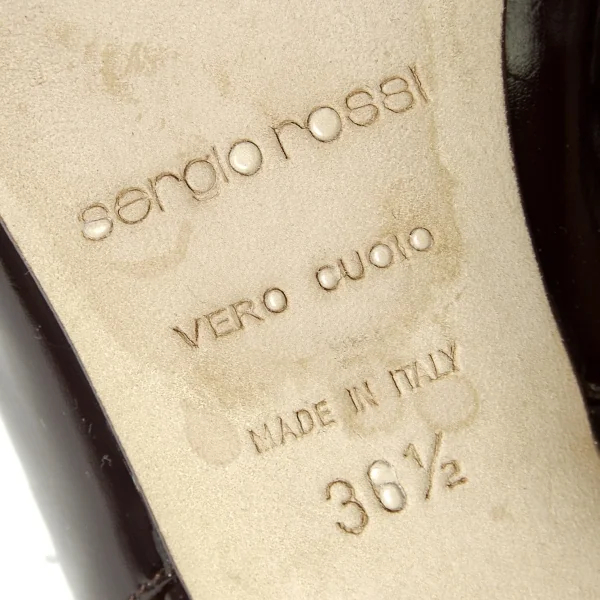 sergio rossi
VERO CUOIO
MADE IN ITALY
36½